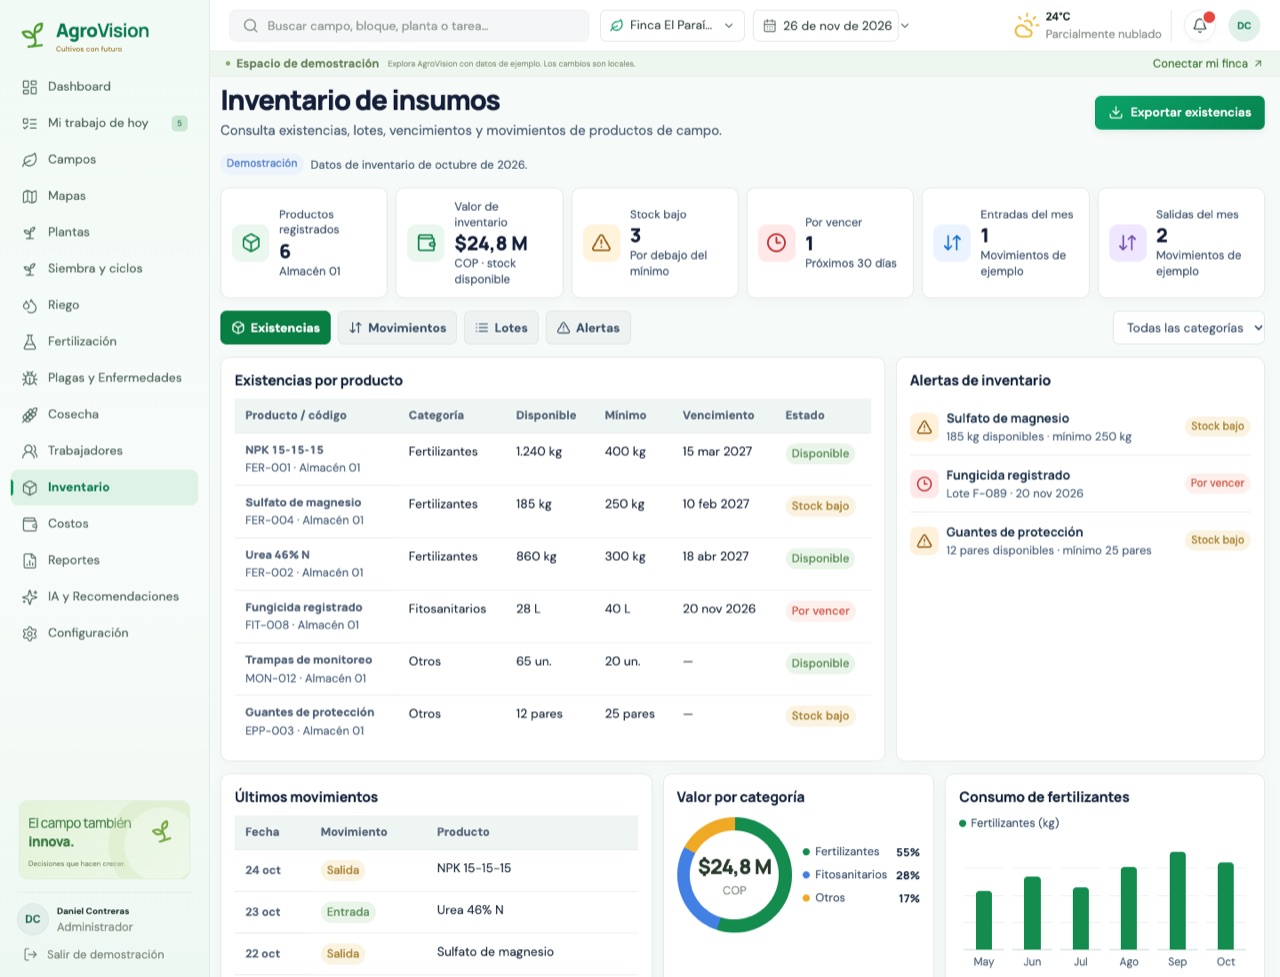 AgroVision
Cultivos con futuro
Dashboard
Mi trabajo de hoy 5
Campos
Mapas
Plantas
Siembra y ciclos
Riego
Fertilización
Plagas y Enfermedades
Cosecha
Trabajadores
Inventario
Costos
Reportes
IA y Recomendaciones
Configuración
El campo también
innova.
Decisiones que hacen crecer.
DC
Daniel Contreras
Administrador
Salir de demostración
Buscar campo, bloque, planta o tarea...
Finca El Paraí...
26 de nov de 2026
24°C
Parcialmente nublado
DC
Espacio de demostración Explora AgroVision con datos de ejemplo. Los cambios son locales.
Conectar mi finca
Inventario de insumos
Consulta existencias, lotes, vencimientos y movimientos de productos de campo.
Exportar existencias
Demostración Datos de inventario de octubre de 2026.
Productos
registrados
6
Almacén 01
Valor de
inventario
$24,8 M
COP · stock
disponible
Stock bajo
3
Por debajo del
mínimo
Por vencer
1
Próximos 30 días
Entradas del mes
1
Movimientos de
ejemplo
Salidas del mes
2
Movimientos de
ejemplo
Existencias
Movimientos
Lotes
Alertas
Todas las categorías
Existencias por producto
Producto / código Categoría Disponible Mínimo Vencimiento Estado
NPK 15-15-15 Fertilizantes 1.240 kg 400 kg 15 mar 2027 Disponible
FER-001 · Almacén 01
Sulfato de magnesio Fertilizantes 185 kg 250 kg 10 feb 2027 Stock bajo
FER-004 · Almacén 01
Urea 46% N Fertilizantes 860 kg 300 kg 18 abr 2027 Disponible
FER-002 · Almacén 01
Fungicida registrado Fitosanitarios 28 L 40 L 20 nov 2026 Por vencer
FIT-008 · Almacén 01
Trampas de monitoreo Otros 65 un. 20 un. — Disponible
MON-012 · Almacén 01
Guantes de protección Otros 12 pares 25 pares — Stock bajo
EPP-003 · Almacén 01
Alertas de inventario
Sulfato de magnesio
185 kg disponibles · mínimo 250 kg
Stock bajo
Fungicida registrado
Lote F-089 · 20 nov 2026
Por vencer
Guantes de protección
12 pares disponibles · mínimo 25 pares
Stock bajo
Últimos movimientos
Fecha Movimiento Producto
24 oct Salida NPK 15-15-15
23 oct Entrada Urea 46% N
22 oct Salida Sulfato de magnesio
Valor por categoría
$24,8 M
COP
Fertilizantes 55%
Fitosanitarios 28%
Otros 17%
Consumo de fertilizantes
Fertilizantes (kg)
May Jun Jul Ago Sep Oct